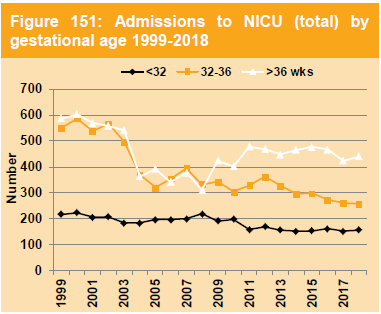 Figure 151: Admissions to NICU (total) by
gestational age 1999-2018
<32 32-36 >36 wks
700
600
500
400
300
200
100
0
Number
1999 2001 2003 2005 2007 2009 2011 2013 2015 2017